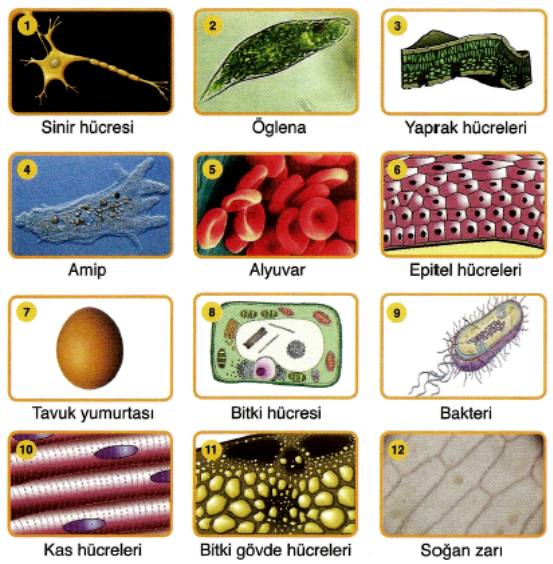 1
Sinir hücresi
2
Öglena
3
Yaprak hücreleri
4
Amip
5
Alyuvar
6
Epitel hücreleri
7
Tavuk yumurtası
8
Bitki hücresi
9
Bakteri
10
Kas hücreleri
11
Bitki gövde hücreleri
12
Soğan zarı